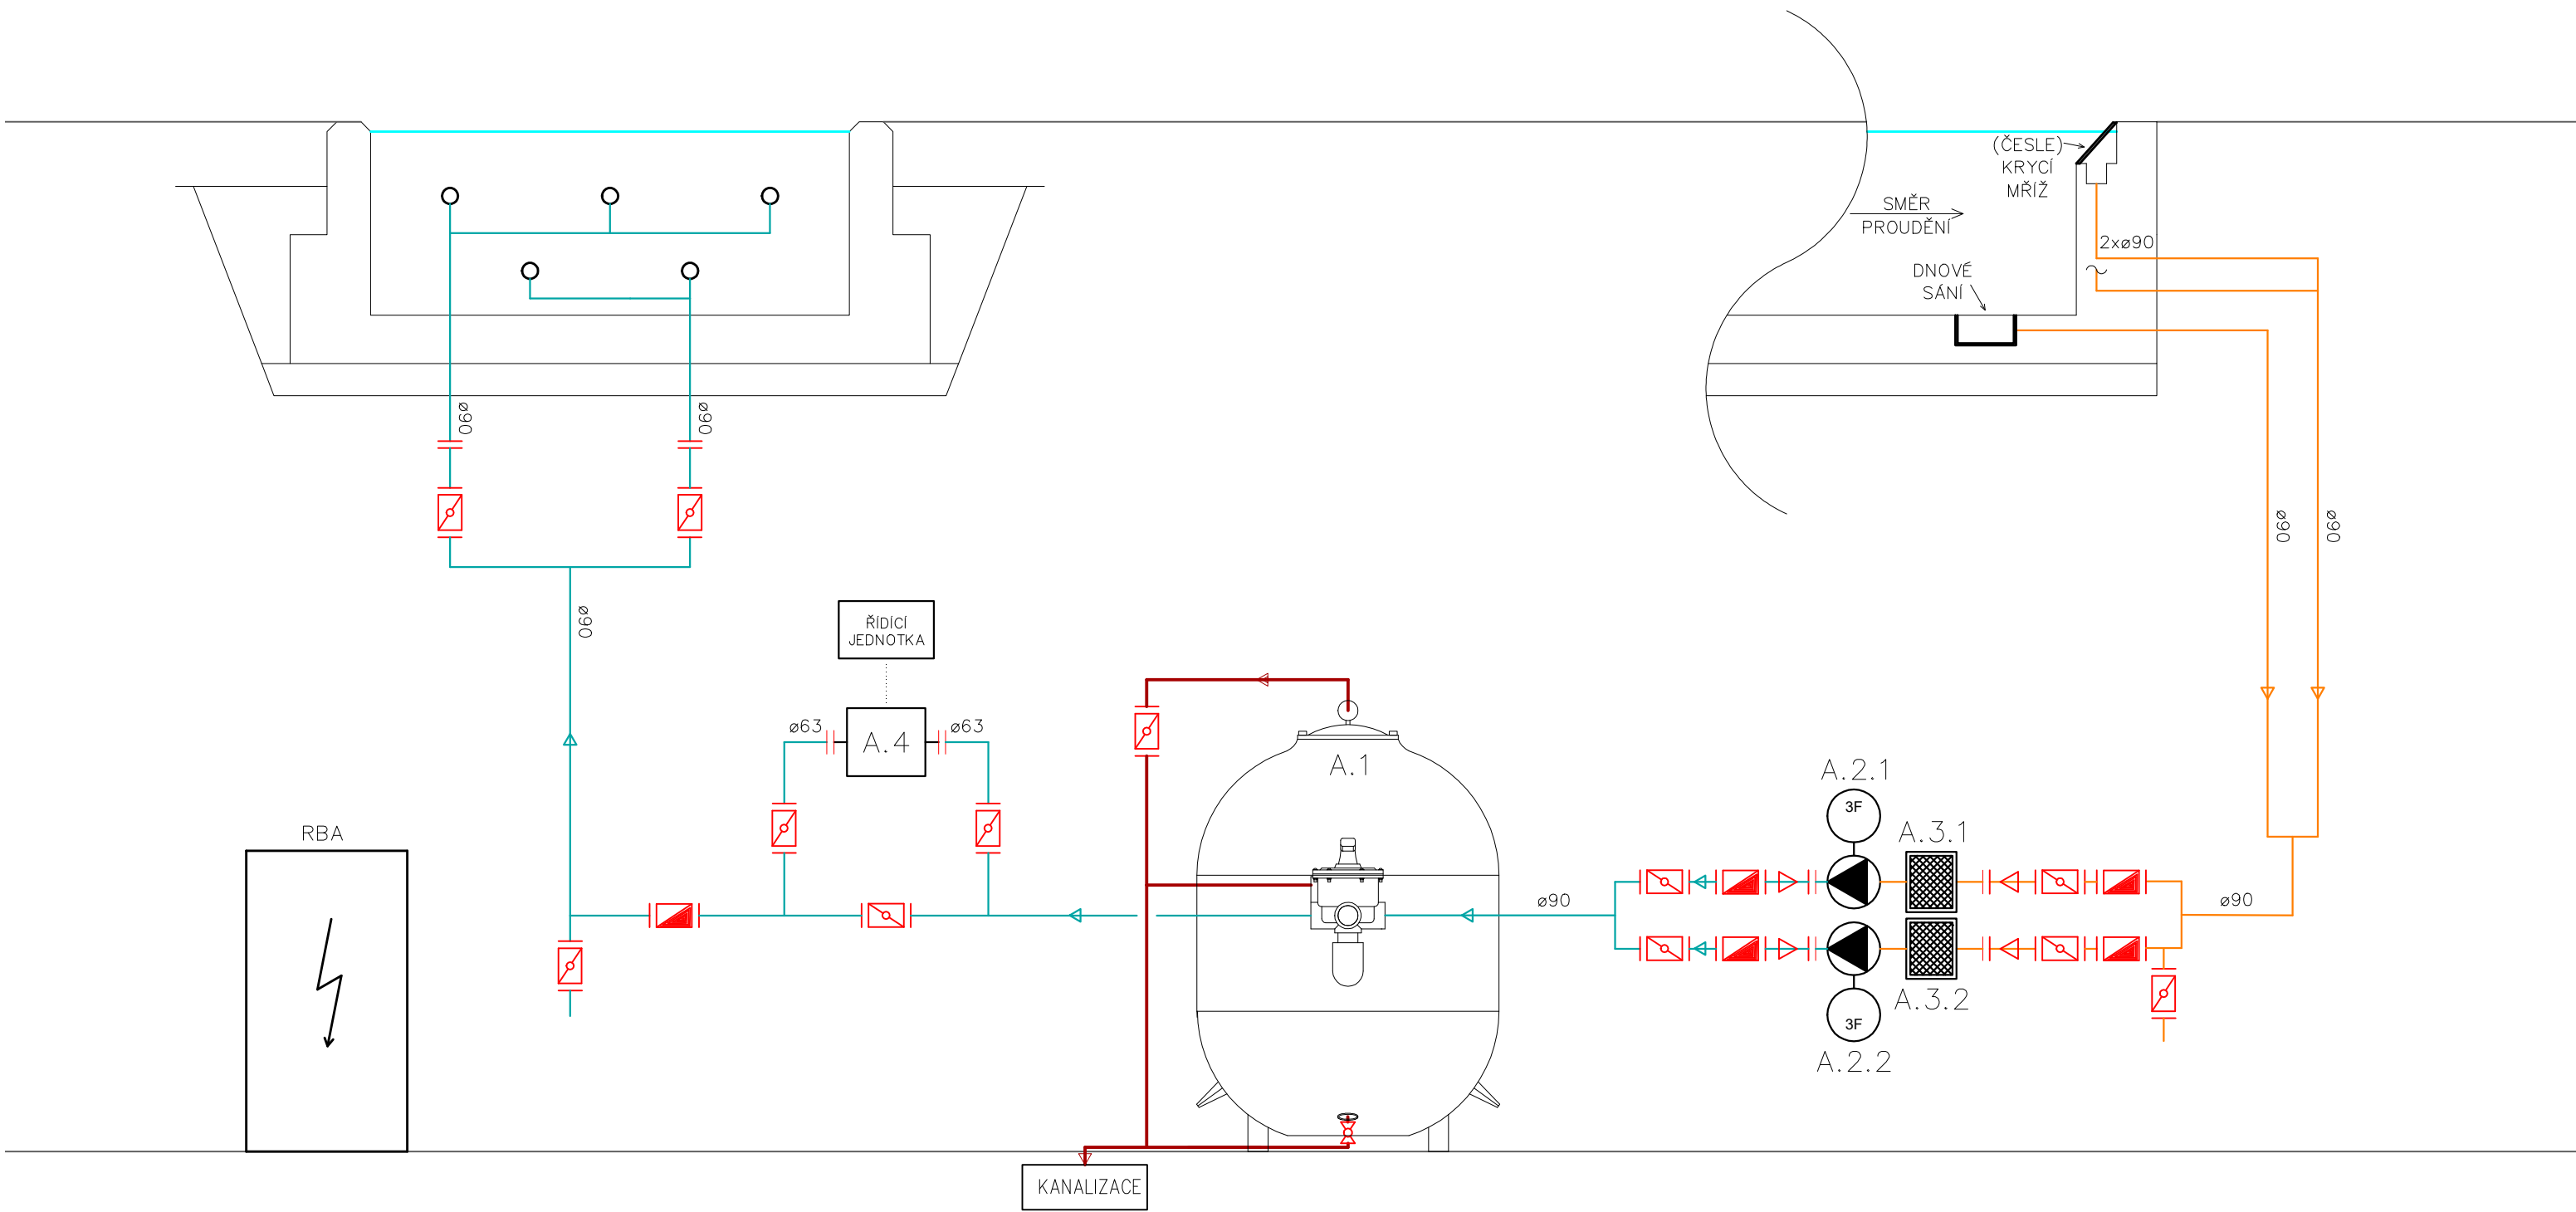 (ČESLE)
KRYCÍ
MŘÍŽ
SMĚR
PROUDĚNÍ
2xø90
DNOVÉ
SÁNÍ
ø90
ø90
ø90
ø90
ø90
ŘÍDÍCÍ
JEDNOTKA
ø63
A.4
ø63
A.1
A.2.1
3F
A.3.1
RBA
ø90
ø90
A.3.2
3F
A.2.2
KANALIZACE